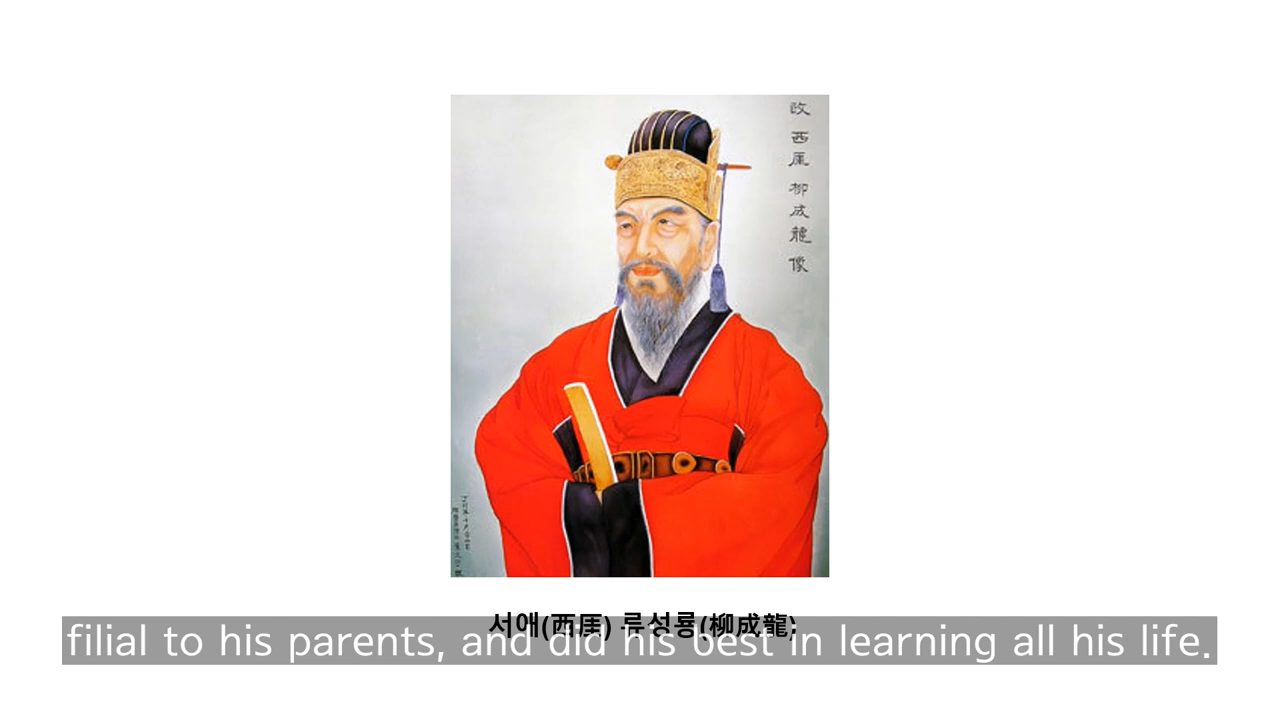 政西厓柳成龍像
서애(西厓) 류성룡(柳成龍)
filial to his parents, and did his best in learning all his life.